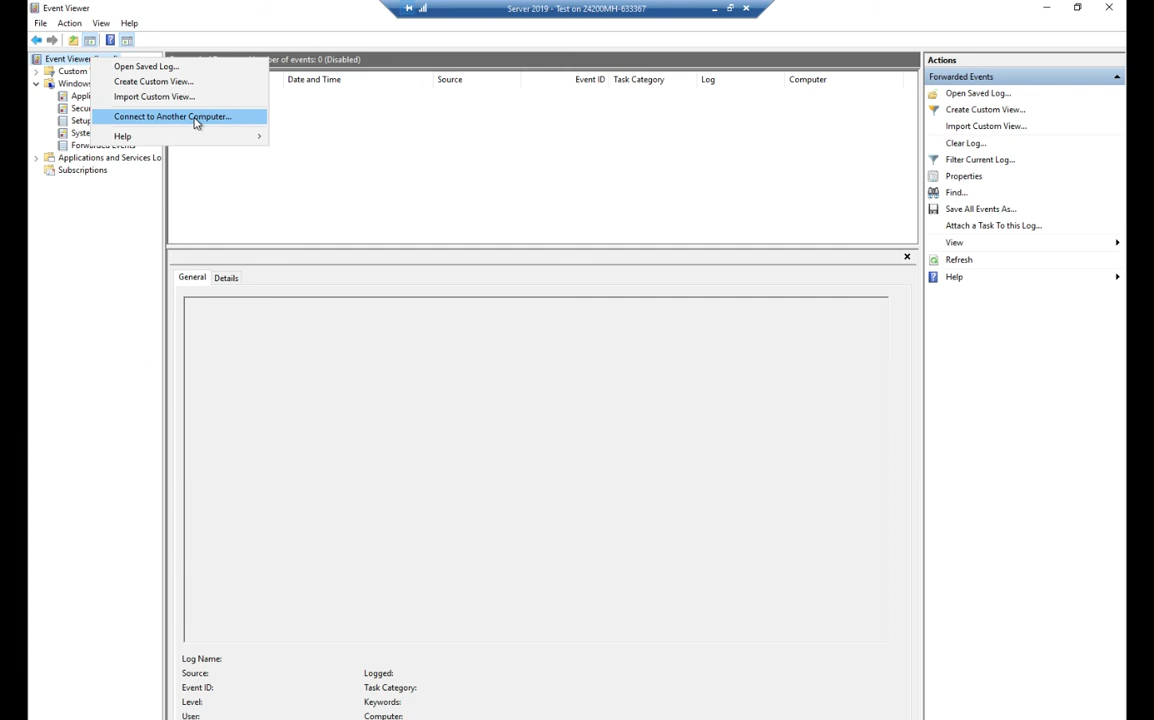 Event Viewer
Server 2019 - Test on 24200MH-633367
File Action View Help
Event Viewer
Custom
Windows
Appli
Secu
Setup
Syste
Forwarded Events
Applications and Services Lo
Subscriptions
Open Saved Log...
Create Custom View...
Import Custom View...
Connect to Another Computer...
Help
ber of events: 0 (Disabled)
Date and Time Source Event ID Task Category Log Computer
General Details
Log Name:
Source: Logged:
Event ID: Task Category:
Level: Keywords:
User: Computer:
Actions
Forwarded Events
Open Saved Log...
Create Custom View...
Import Custom View...
Clear Log...
Filter Current Log...
Properties
Find...
Save All Events As...
Attach a Task To this Log...
View
Refresh
Help